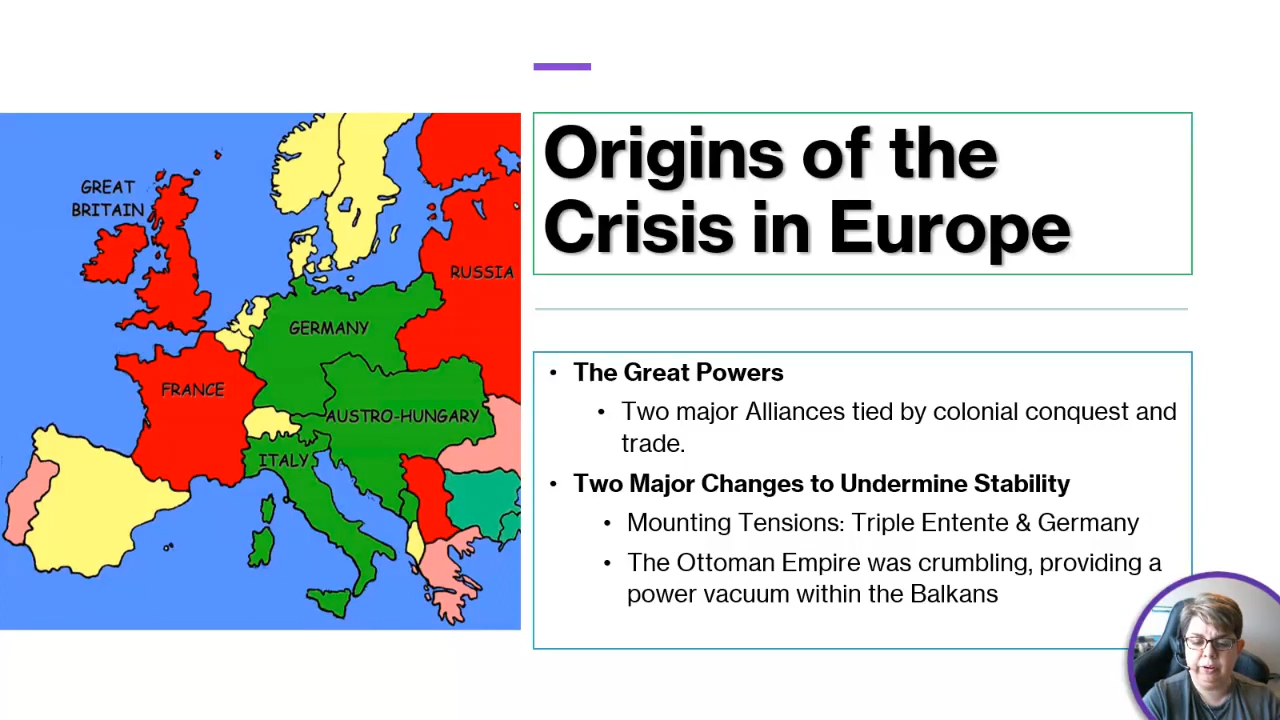 Origins of the
Crisis in Europe
GREAT
BRITAIN
RUSSIA
GERMANY
FRANCE
AUSTRO-HUNGARY
ITALY
• The Great Powers
• Two major Alliances tied by colonial conquest and
trade.
• Two Major Changes to Undermine Stability
• Mounting Tensions: Triple Entente & Germany
• The Ottoman Empire was crumbling, providing a
power vacuum within the Balkans